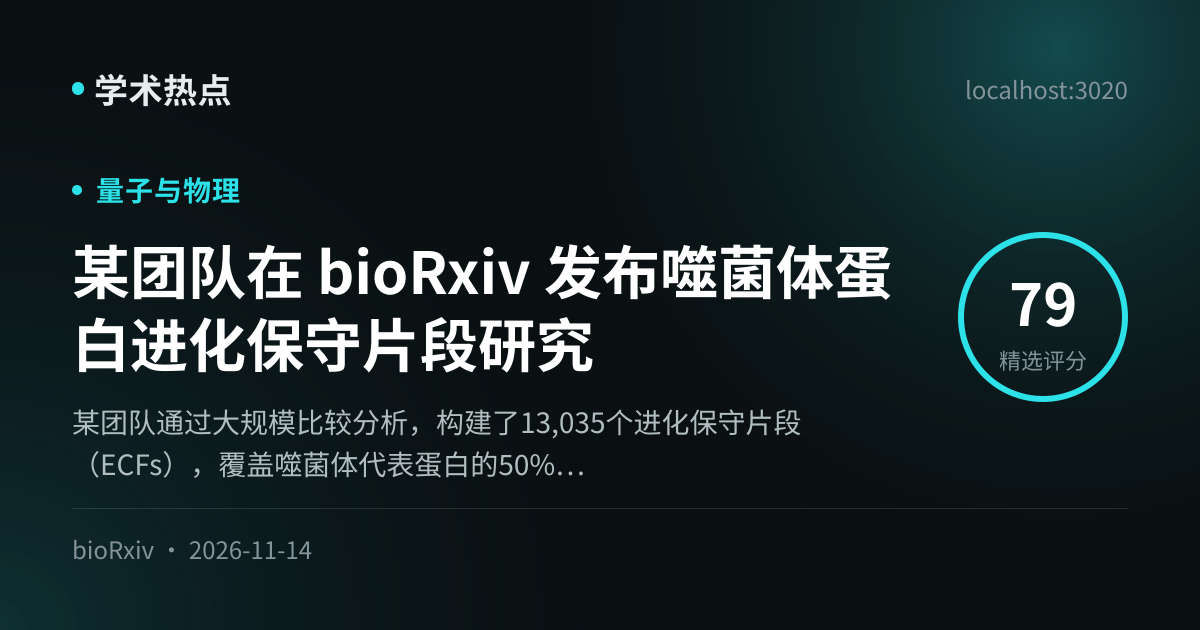 学术热点
localhost:3020
量子与物理
某团队在 bioRxiv 发布噬菌体蛋
白进化保守片段研究
79
精选评分
某团队通过大规模比较分析，构建了13,035个进化保守片段
（ECFs），覆盖噬菌体代表蛋白的50%…
bioRxiv · 2026-11-14